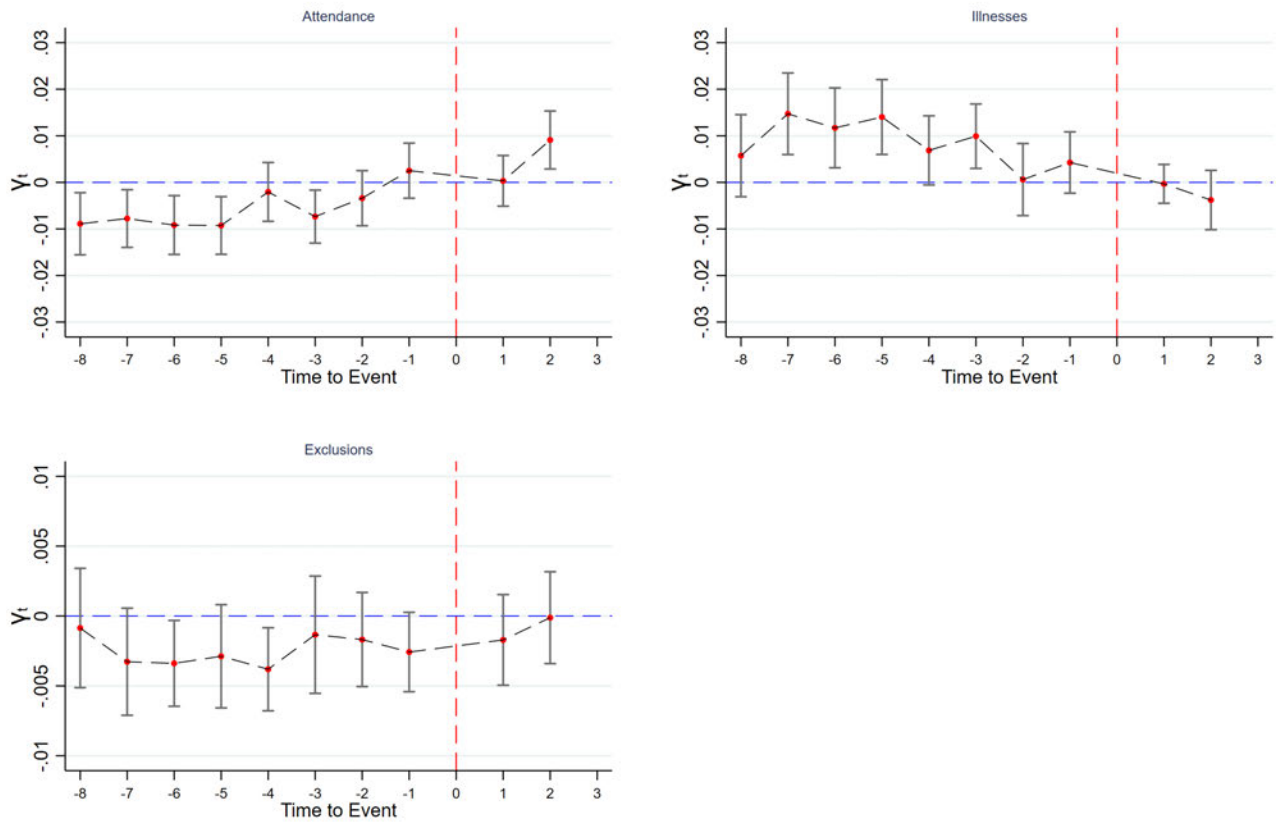 Attendance
.03
.02
.01
0
-.01
-.02
-.03
γt
-8 -7 -6 -5 -4 -3 -2 -1 0 1 2 3
Time to Event
Illnesses
.03
.02
.01
0
-.01
-.02
-.03
γt
-8 -7 -6 -5 -4 -3 -2 -1 0 1 2 3
Time to Event
Exclusions
.01
.005
0
-.005
-.01
γt
-8 -7 -6 -5 -4 -3 -2 -1 0 1 2 3
Time to Event